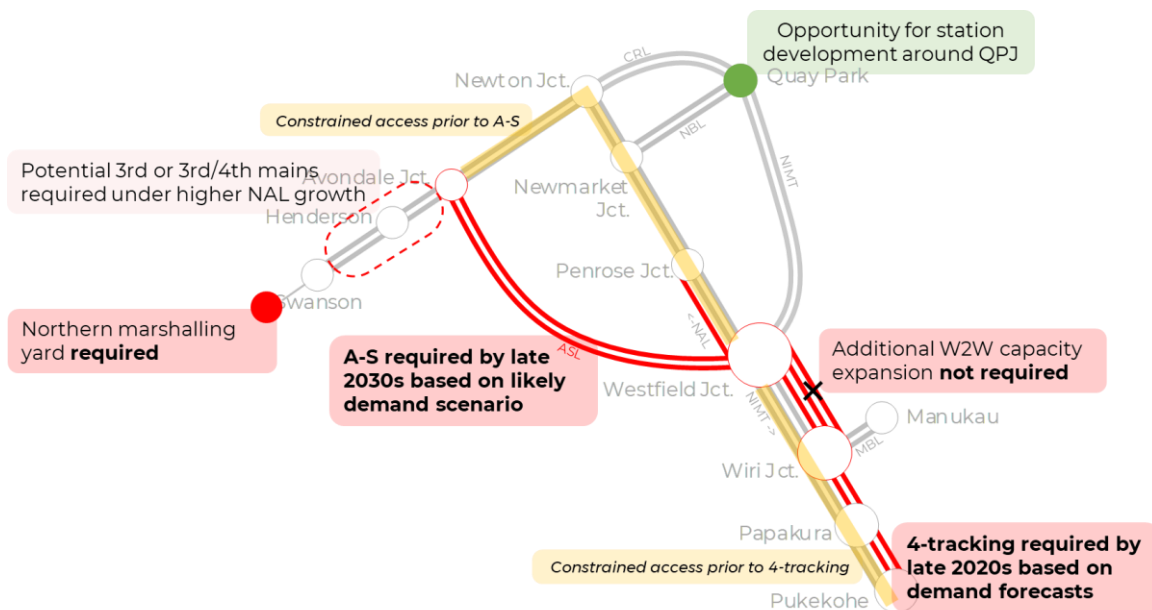 Opportunity for station
development around QPJ
CRL
Newton Jct.
Quay Park
Constrained access prior to A-S
NBL
Potential 3rd or 3rd/4th mains
required under higher NAL growth
Avondale Jct.
NIMT
Newmarket
Jct.
Henderson
Penrose Jct.
Swanson
Northern marshalling
yard required
<-NAL
A-S required by late
2030s based on likely
demand scenario
ASL
Additional W2W capacity
expansion not required
Westfield Jct.
NIMT ->
Manukau
MBL
Wiri Jct.
Papakura
4-tracking required by
late 2020s based on
demand forecasts
Constrained access prior to 4-tracking
Pukekohe